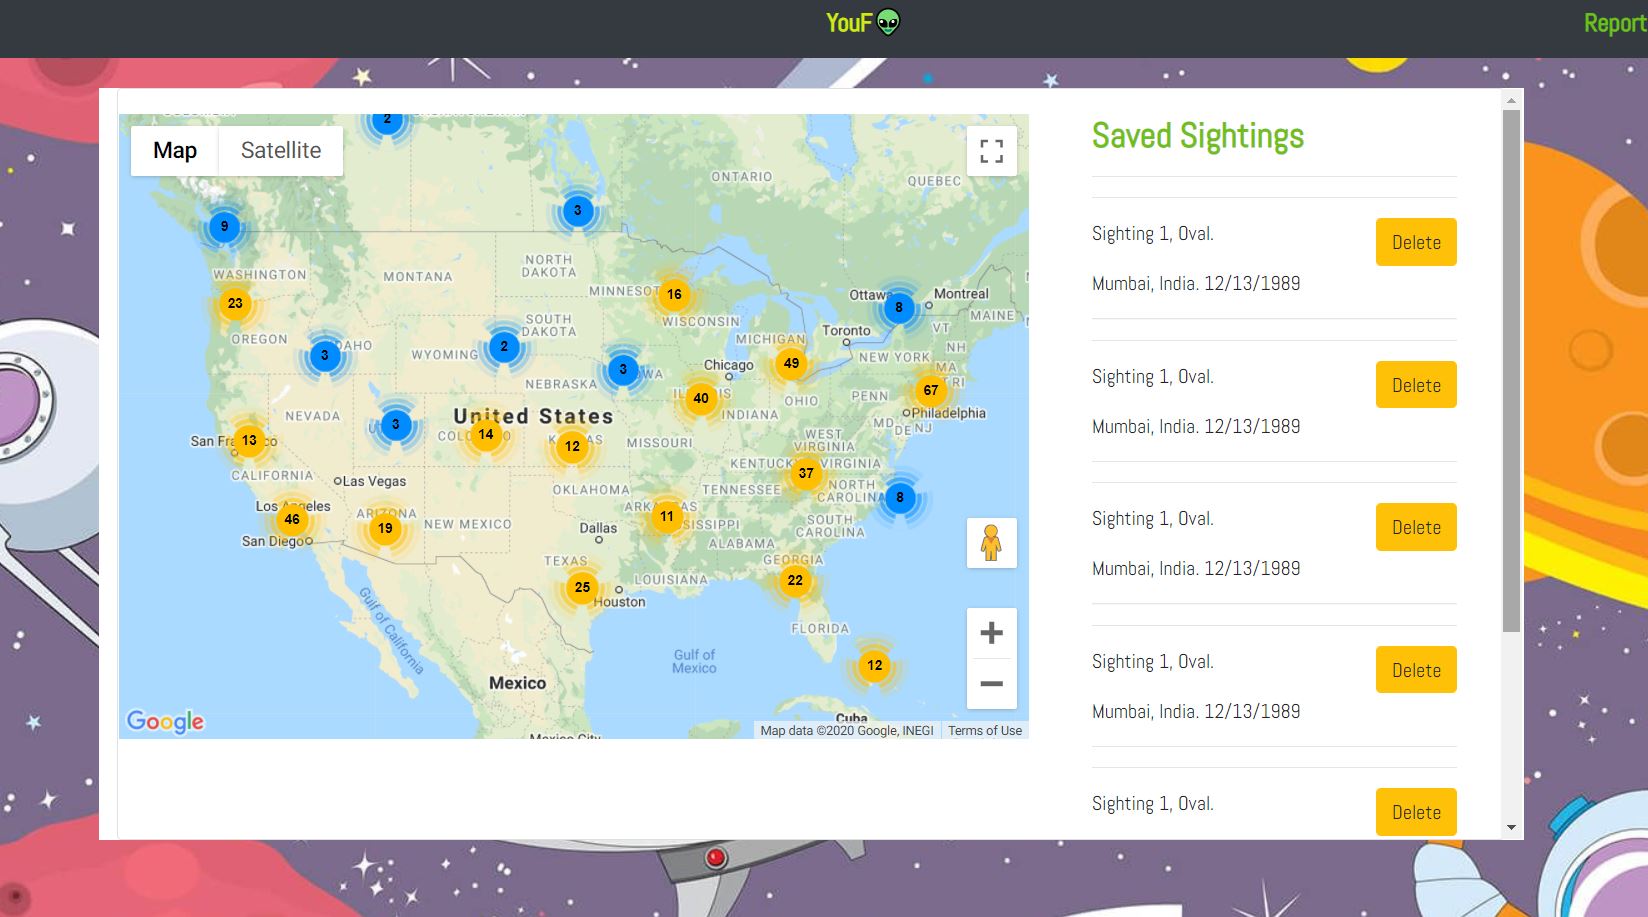 YouF👽
Report
Map
Satellite
2
ONTARIO
QUEBEC
9
3
WASHINGTON
MONTANA
NORTH
DAKOTA
MINNESOT
16
Ottawa
Montreal
23
8
MAINE
OREGON
SOUTH
DAKOTA
WISCONSIN
Toronto
VT
3
DAHO
WYOMING
2
MICHIGAN
NH
Chicago
49
NEW YORK
MA
NEBRASKA
3
WA
40
INDIANA
OHIO
PENN
67
RI
NEVADA
United States
Philadelphia
San Francisco
13
3
COLORADO
14
KANSAS
12
MISSOURI
WEST
VIRGINIA
MD
DE
NJ
CALIFORNIA
Las Vegas
KENTUCKY
37
VIRGINIA
OKLAHOMA
TENNESSEE
NORTH
CAROLINA
8
Los Angeles
46
ARIZONA
19
NEW MEXICO
ARKANSAS
11
SISSIPPI
San Diego
Dallas
ALABAMA
SOUTH
CAROLINA
TEXAS
GEORGIA
25
LOUISIANA
22
Houston
Gulf of California
FLORIDA
Gulf of
Mexico
12
Mexico
Cuba
Mexico City
Google
Map data ©2020 Google, INEGI
Terms of Use
Saved Sightings
Sighting 1, Oval.
Delete
Mumbai, India. 12/13/1989
Sighting 1, Oval.
Delete
Mumbai, India. 12/13/1989
Sighting 1, Oval.
Delete
Mumbai, India. 12/13/1989
Sighting 1, Oval.
Delete
Mumbai, India. 12/13/1989
Sighting 1, Oval.
Delete